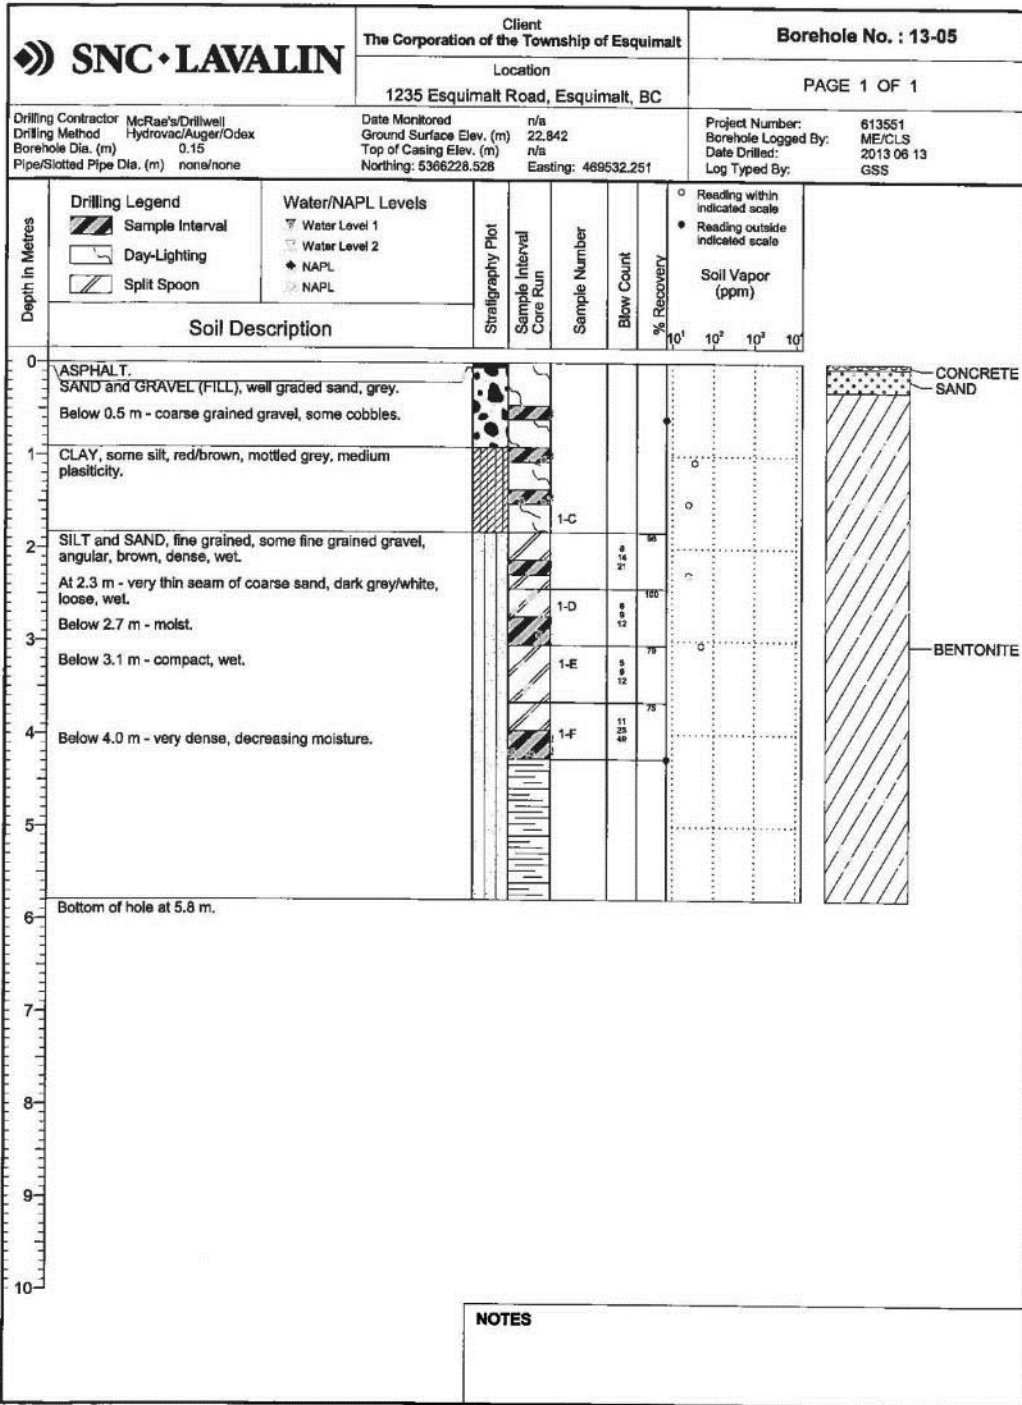 SNC•LAVALIN
Client
The Corporation of the Township of Esquimalt
Location
1235 Esquimalt Road, Esquimalt, BC
Borehole No. : 13-05
PAGE 1 OF 1
Drilling Contractor McRae's/Drillwell
Drilling Method Hydrovac/Auger/Odex
Borehole Dia. (m) 0.15
Pipe/Slotted Pipe Dia. (m) none/none
Date Monitored n/a
Ground Surface Elev. (m) 22.842
Top of Casing Elev. (m) n/a
Northing: 5366228.528 Easting: 469532.251
Project Number: 613551
Borehole Logged By: ME/CLS
Date Drilled: 2013 06 13
Log Typed By: GSS
Depth in Metres
Drilling Legend
Sample Interval
Day-Lighting
Split Spoon
Water/NAPL Levels
Water Level 1
Water Level 2
NAPL
NAPL
Soil Description
Stratigraphy Plot
Sample Interval
Core Run
Sample Number
Blow Count
% Recovery
Reading within
indicated scale
Reading outside
indicated scale
Soil Vapor
(ppm)
10¹ 10² 10³ 10⁴
0
ASPHALT.
SAND and GRAVEL (FILL), well graded sand, grey.
Below 0.5 m - coarse grained gravel, some cobbles.
1
CLAY, some silt, red/brown, mottled grey, medium
plasiticity.
1-C
2
SILT and SAND, fine grained, some fine grained gravel,
angular, brown, dense, wet.
14
21
At 2.3 m - very thin seam of coarse sand, dark grey/white,
loose, wet.
100
1-D
12
Below 2.7 m - moist.
3
Below 3.1 m - compact, wet.
1-E
12
75
11
1-F
Below 4.0 m - very dense, decreasing moisture.
4
5
Bottom of hole at 5.8 m.
6
7
8
9
10
CONCRETE
SAND
BENTONITE
NOTES